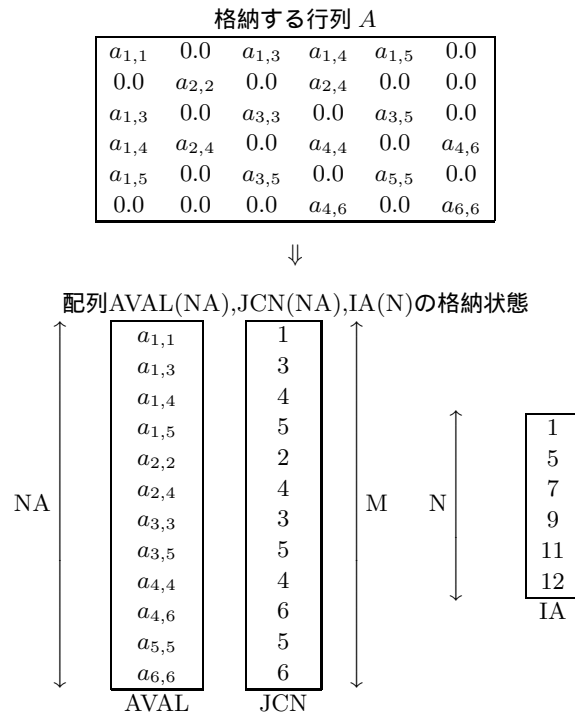 格納する行列 A
a1,1 0.0 a1,3 a1,4 a1,5 0.0
0.0 a2,2 0.0 a2,4 0.0 0.0
a1,3 0.0 a3,3 0.0 a3,5 0.0
a1,4 a2,4 0.0 a4,4 0.0 a4,6
a1,5 0.0 a3,5 0.0 a5,5 0.0
0.0 0.0 0.0 a4,6 0.0 a6,6
⇓
配列AVAL(NA),JCN(NA),IA(N)の格納状態
a1,1 1
a1,3 3
a1,4 4
a1,5 5 1
a2,2 2 5
a2,4 4 7
NA a3,3 3 M N 9
a3,5 5 11
a4,4 4 12
a4,6 6 IA
a5,5 5
a6,6 6
AVAL JCN